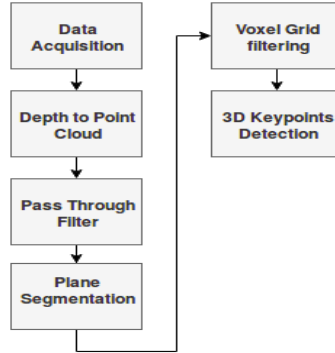 Data
Acquisition
Depth to Point
Cloud
Pass Through
Filter
Plane
Segmentation
Voxel Grid
filtering
3D Keypoints
Detection